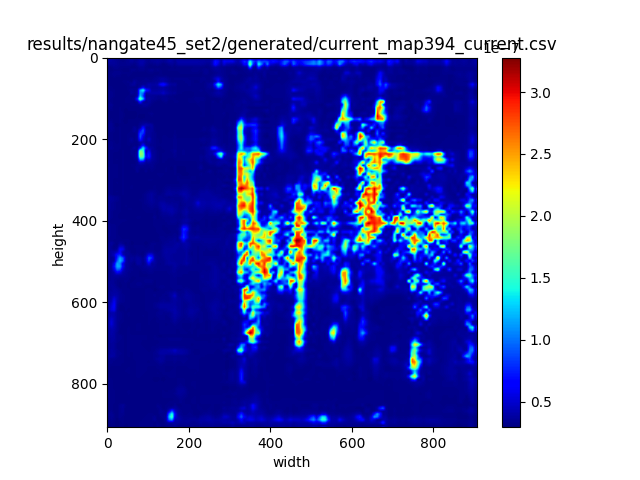 results/nangate45_set2/generated/current_map394_current.csv
1e−7
0
200
400
600
800
height
0 200 400 600 800
width
3.0
2.5
2.0
1.5
1.0
0.5